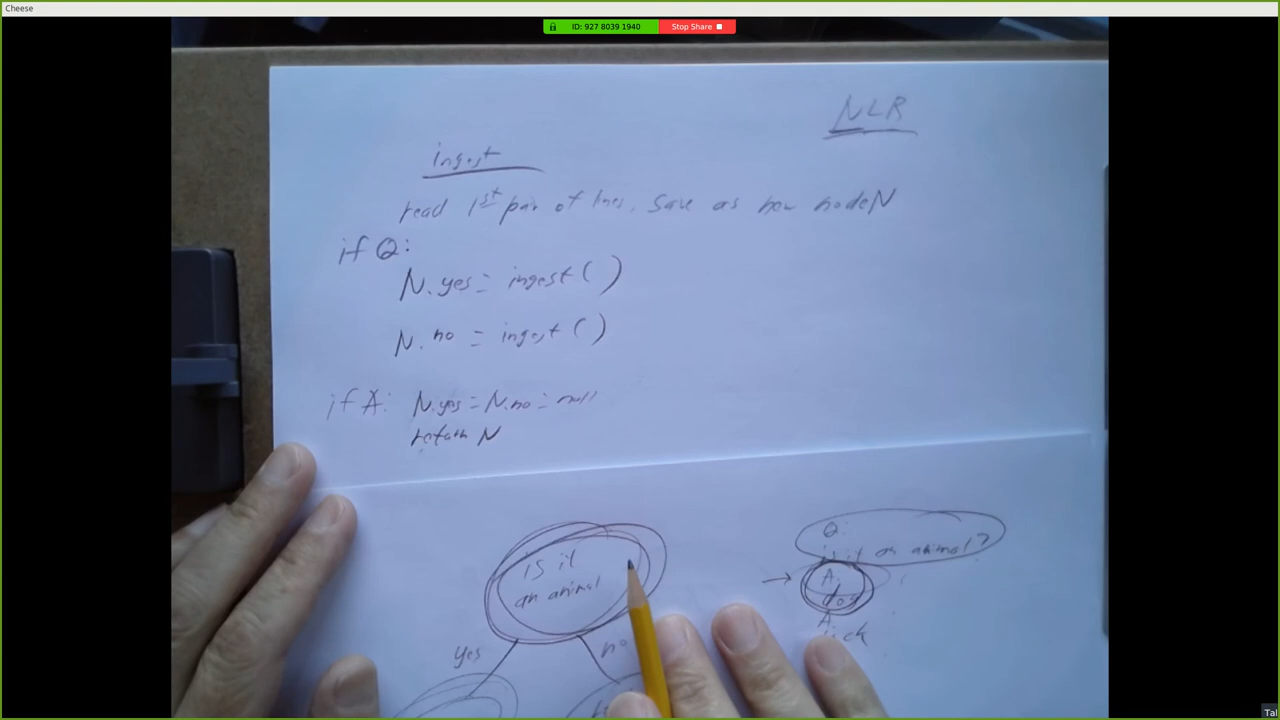 Cheese
ID: 927 8039 1940
Stop Share
NLR
ingest
read 1st pair of lines. Save as new node N
if Q:
N.yes = ingest( )
N.no = ingest( )
if A: N.yes = N.no = null
return N
is it
an animal
yes
no
Q:
is it an animal?
A:
dog
A:
Tal